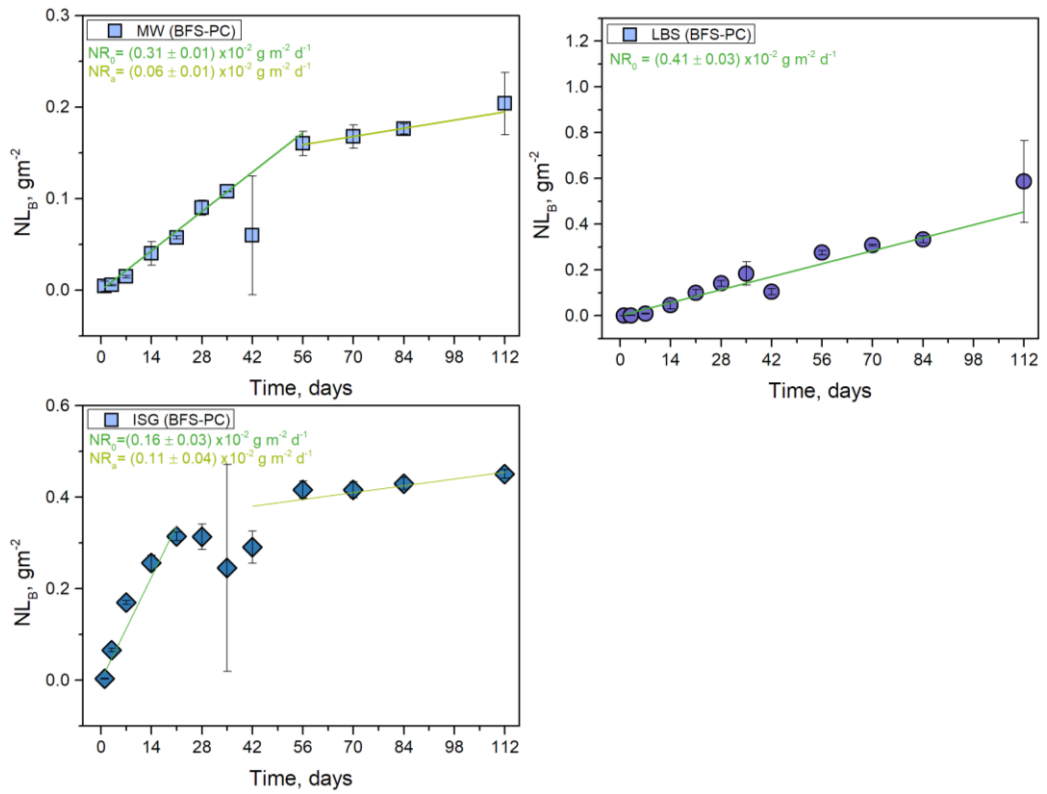 MW (BFS-PC)
NR₀= (0.31 ± 0.01) x10⁻² g m⁻² d⁻¹
NRₐ= (0.06 ± 0.01) x10⁻² g m⁻² d⁻¹
0.3
0.2
0.1
0.0
NL_B, gm⁻²
0 14 28 42 56 70 84 98 112
Time, days
LBS (BFS-PC)
NR₀ = (0.41 ± 0.03) x10⁻² g m⁻² d⁻¹
1.2
1.0
0.8
0.6
0.4
0.2
0.0
NL_B, gm⁻²
0 14 28 42 56 70 84 98 112
Time, days
ISG (BFS-PC)
NR₀=(0.16 ± 0.03) x10⁻² g m⁻² d⁻¹
NRₐ=(0.11 ± 0.04) x10⁻² g m⁻² d⁻¹
0.6
0.4
0.2
0.0
NL_B, gm⁻²
0 14 28 42 56 70 84 98 112
Time, days